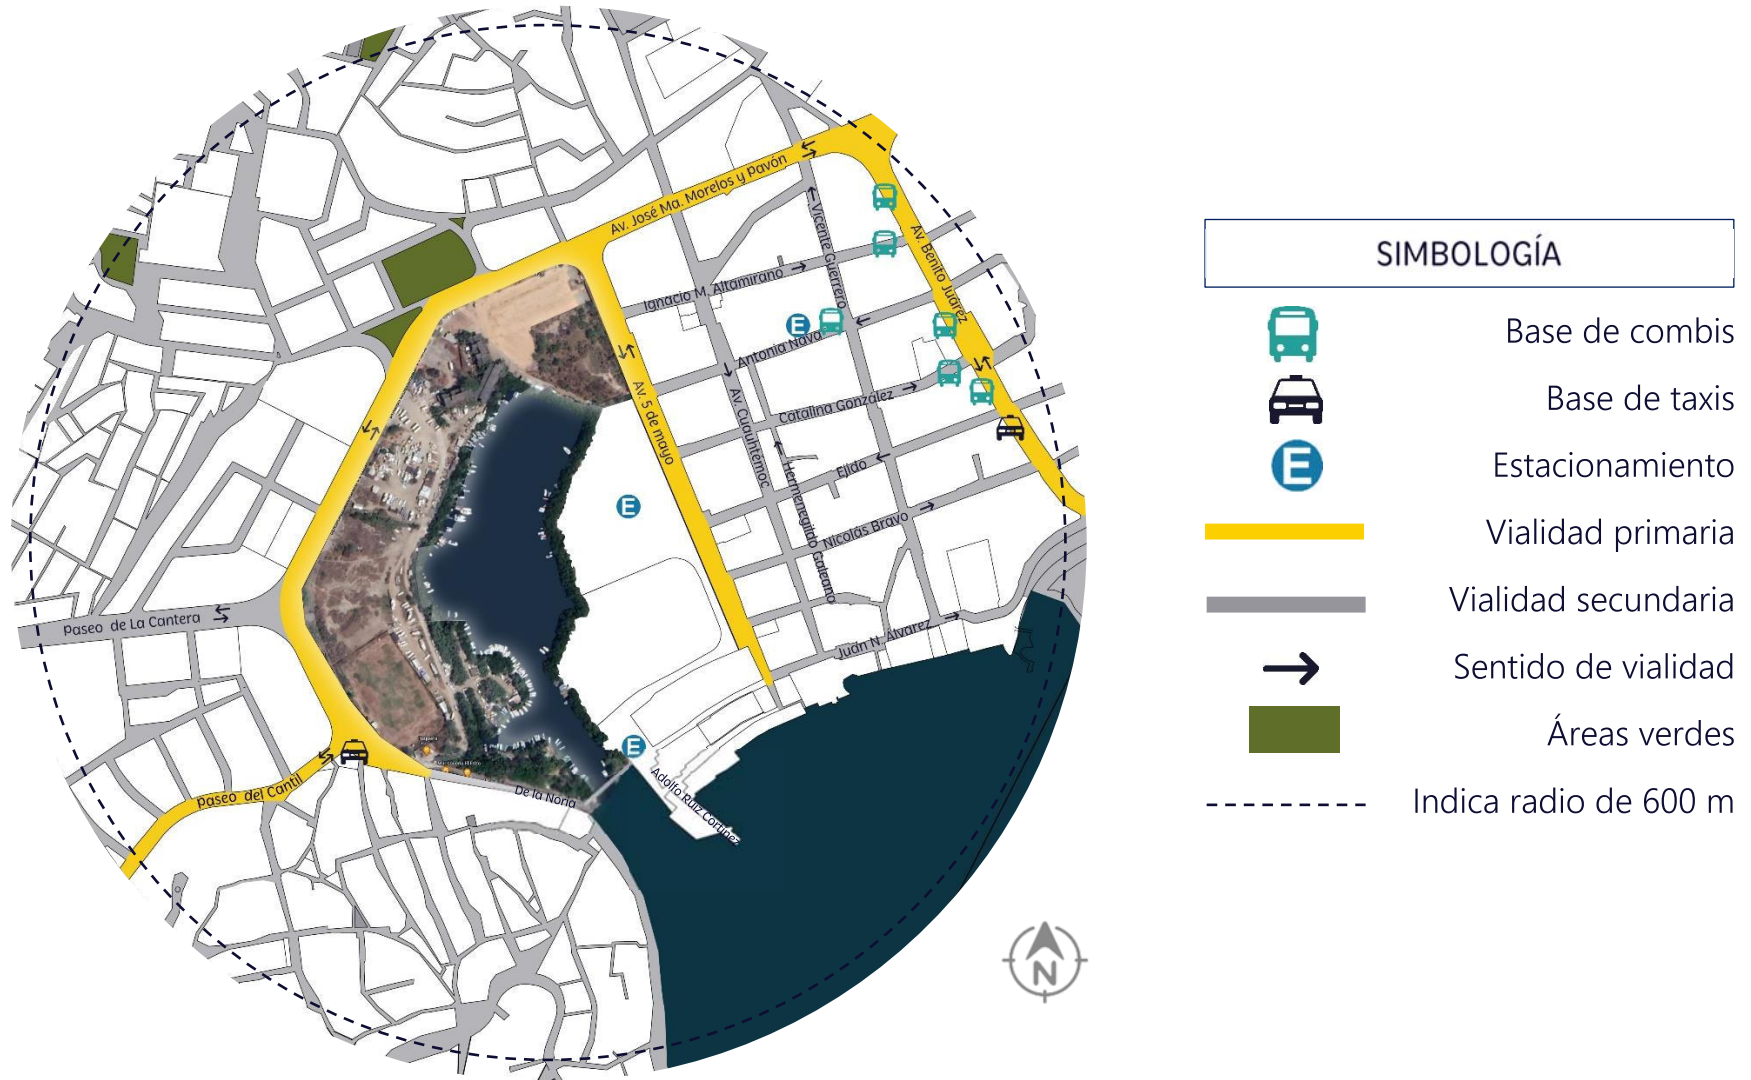 Av. José Ma. Morelos y Pavón
Vicente Guerrero
Av. Benito Juárez
Ignacio M. Altamirano
E
Antonia Nava
Av. 5 de mayo
Av. Cuauhtémoc
Catalina González
Hermenegildo Galeana
Ejido
E
Nicolás Bravo
Paseo de La Cantera
Juan N. Álvarez
E
Paseo del Cantil
De la Noria
Adolfo Ruiz Cortinez
N
SIMBOLOGÍA
Base de combis
Base de taxis
E
Estacionamiento
Vialidad primaria
Vialidad secundaria
Sentido de vialidad
Áreas verdes
Indica radio de 600 m